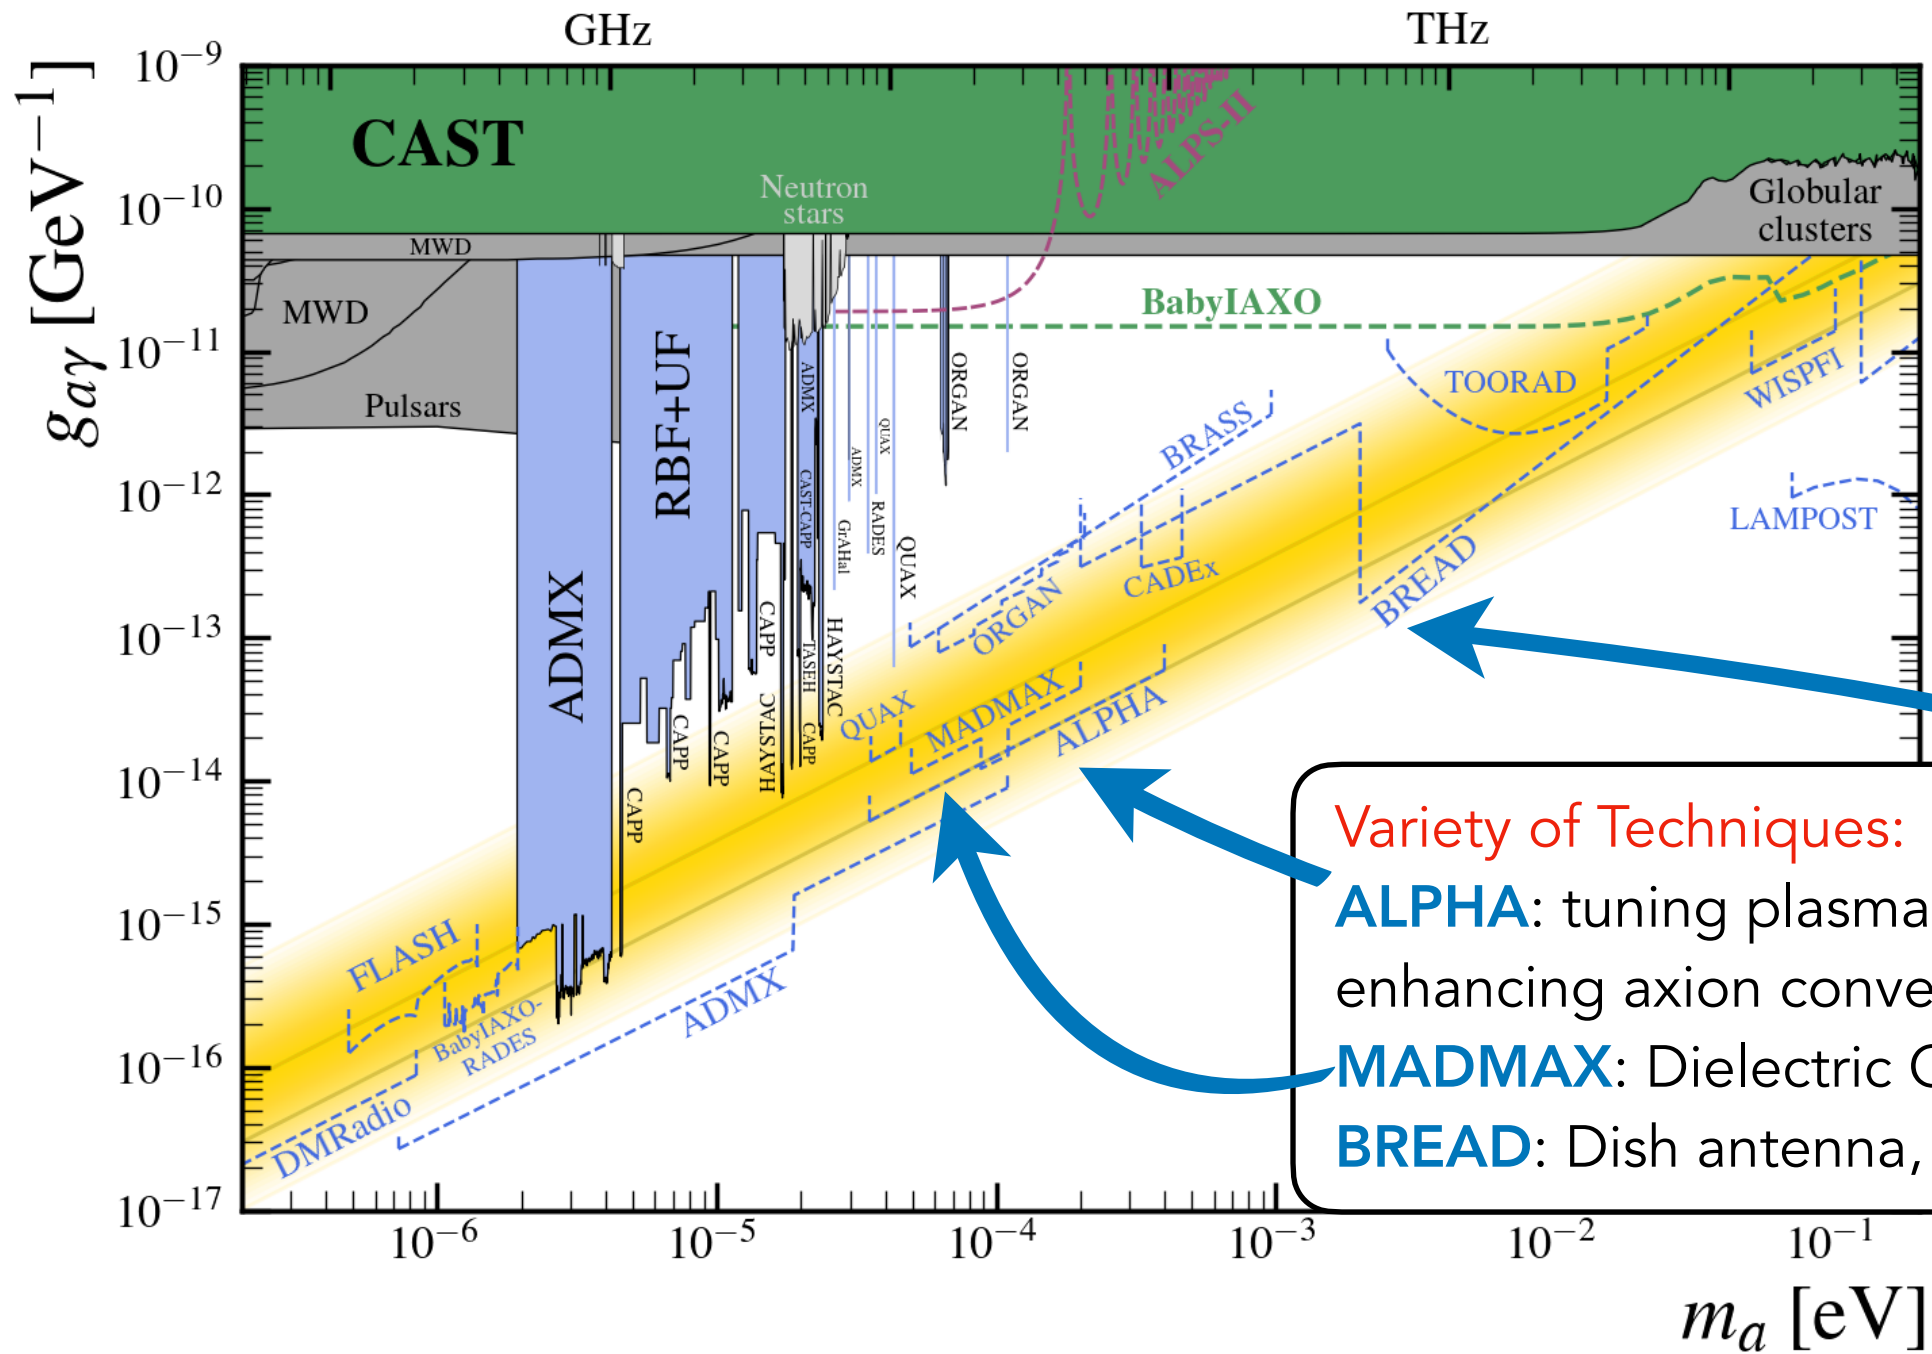 GHz
THz
10⁻⁹
10⁻¹⁰
10⁻¹¹
10⁻¹²
10⁻¹³
10⁻¹⁴
10⁻¹⁵
10⁻¹⁶
10⁻¹⁷
g_{aγ} [GeV⁻¹]
CAST
ALPS-II
Neutron
stars
Globular
clusters
MWD
MWD
Pulsars
BabyIAXO
RBF+UF
ADMX
ADMX
CAST-CAPP
ADMX
QUAX
GrAHal
RADES
QUAX
ORGAN
ORGAN
TOORAD
WISPFI
BRASS
LAMPOST
CADEx
BREAD
ORGAN
CAPP
TASEH
HAYSTAC
HAYSTAC
CAPP
CAPP
CAPP
CAPP
QUAX
MADMAX
ALPHA
FLASH
BabyIAXO-
RADES
ADMX
DMRadio
Variety of Techniques:
ALPHA: tuning plasma
enhancing axion conve
MADMAX: Dielectric
BREAD: Dish antenna,
10⁻⁶
10⁻⁵
10⁻⁴
10⁻³
10⁻²
10⁻¹
m_a [eV]